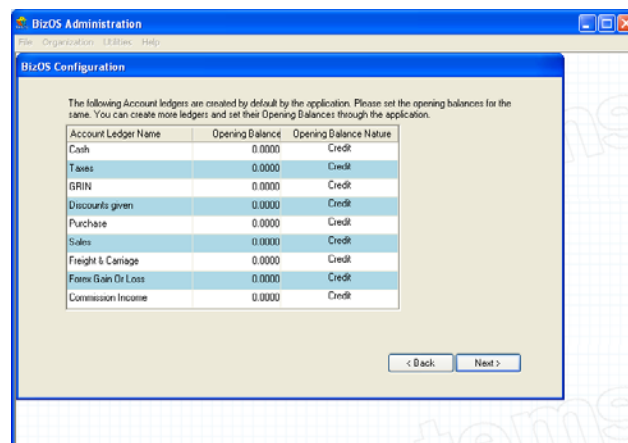 BizOS Administration
File Organization Utilities Help
BizOS Configuration
The following Account ledgers are created by default by the application. Please set the opening balances for the
same. You can create more ledgers and set their Opening Balances through the application.
Account Ledger Name Opening Balance Opening Balance Nature
Cash 0.0000 Credit
Taxes 0.0000 Credit
GRIN 0.0000 Credit
Discounts given 0.0000 Credit
Purchase 0.0000 Credit
Sales 0.0000 Credit
Freight & Carriage 0.0000 Credit
Forex Gain Or Loss 0.0000 Credit
Commission Income 0.0000 Credit
< Back Next >